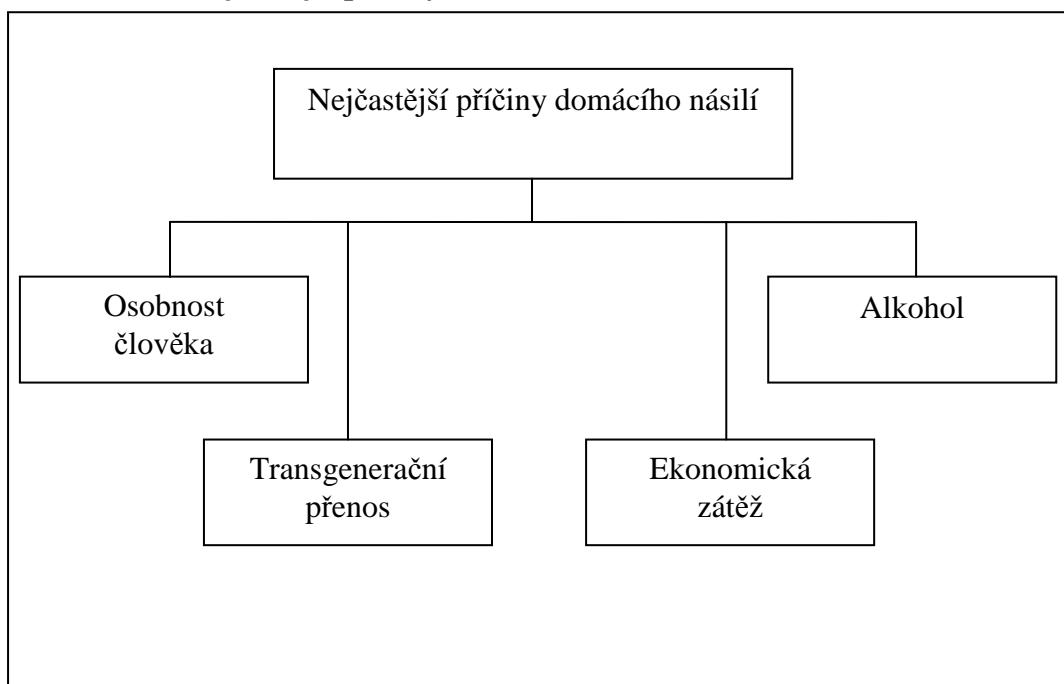 Nejčastější příčiny domácího násilí
Osobnost
člověka
Alkohol
Transgenerační
přenos
Ekonomická
zátěž